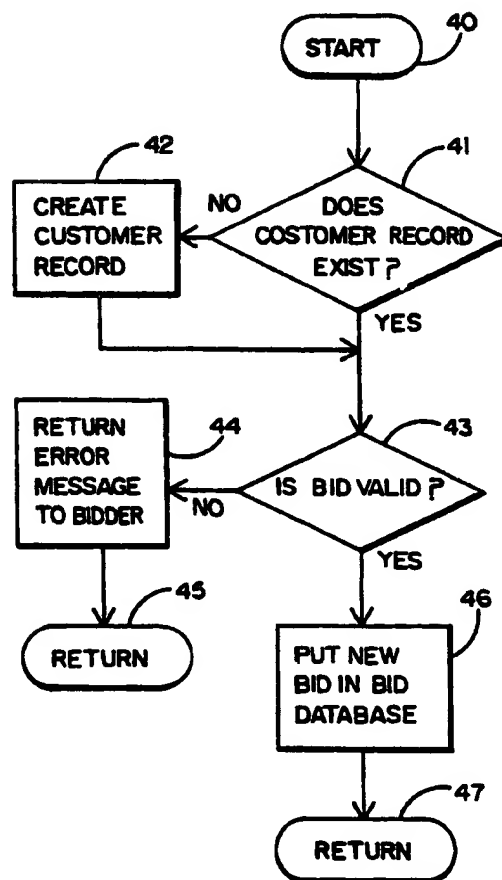 40
START
42
41
CREATE
CUSTOMER
RECORD
NO
DOES
COSTOMER RECORD
EXIST?
YES
RETURN
ERROR
MESSAGE
TO BIDDER
44
43
IS BID VALID?
NO
YES
45
RETURN
46
PUT NEW
BID IN BID
DATABASE
47
RETURN